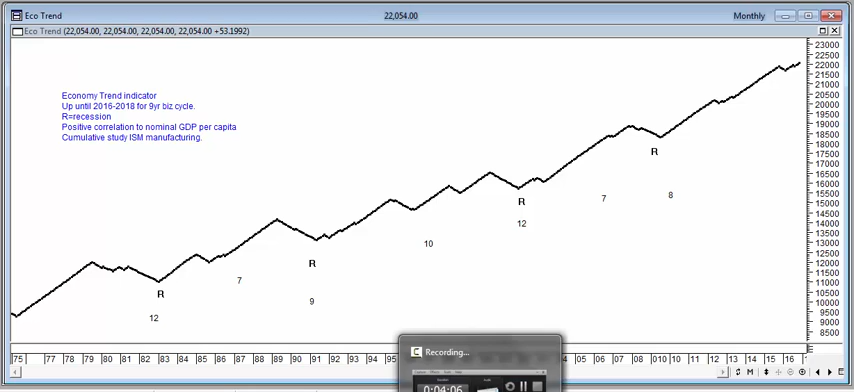 Eco Trend
22,054.00
Monthly
Eco Trend (22,054.00, 22,054.00, 22,054.00, 22,054.00 +53.1992)
Economy Trend indicator
Up until 2016-2018 for 9yr biz cycle.
R=recession
Positive correlation to nominal GDP per capita
Cumulative study ISM manufacturing.
23000
22500
22000
21500
21000
20500
20000
19500
19000
18500
18000
17500
17000
16500
16000
15500
15000
14500
14000
13500
13000
12500
12000
11500
11000
10500
10000
9500
9000
8500
R
12
7
R
9
10
R
12
7
R
8
75 77 78 79 80 81 82 83 84 85 86 87 88 89 90 91 92 93 94 95 04 05 06 07 08 09 2010 11 12 13 14 15 16
E
M
Recording...
0:04:06